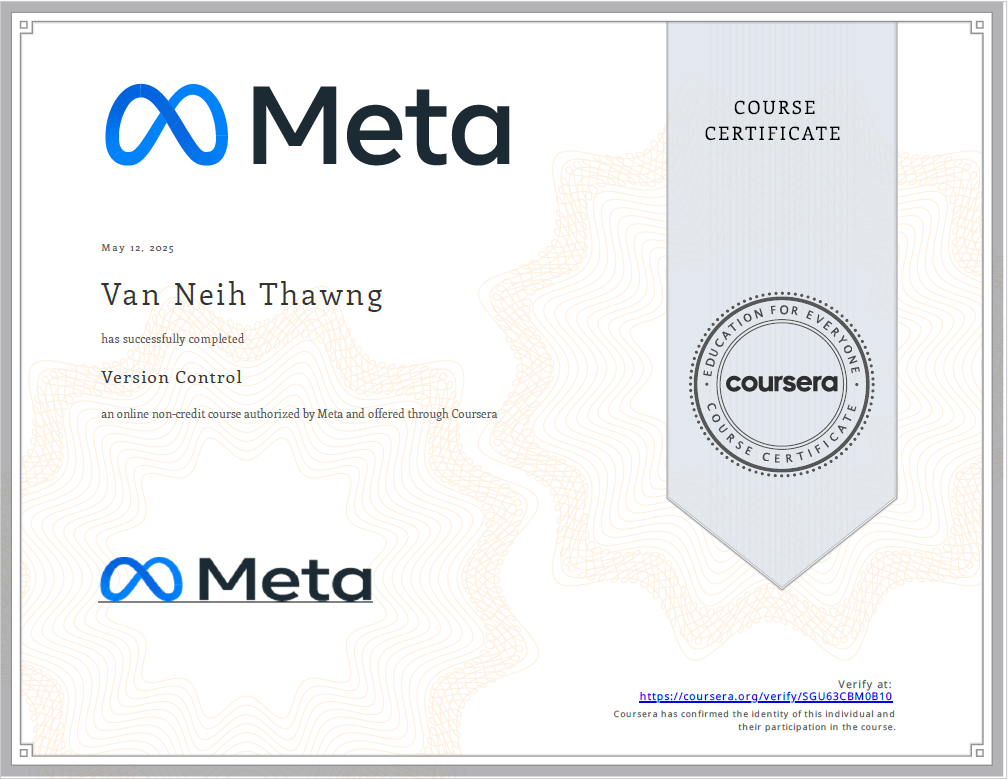 Meta
COURSE
CERTIFICATE
May 12, 2025
Van Neih Thawng
has successfully completed
Version Control
an online non-credit course authorized by Meta and offered through Coursera
EDUCATION FOR EVERYONE
coursera
COURSE CERTIFICATE
Meta
Verify at:
https://coursera.org/verify/SGU63CBM0B10
Coursera has confirmed the identity of this individual and
their participation in the course.